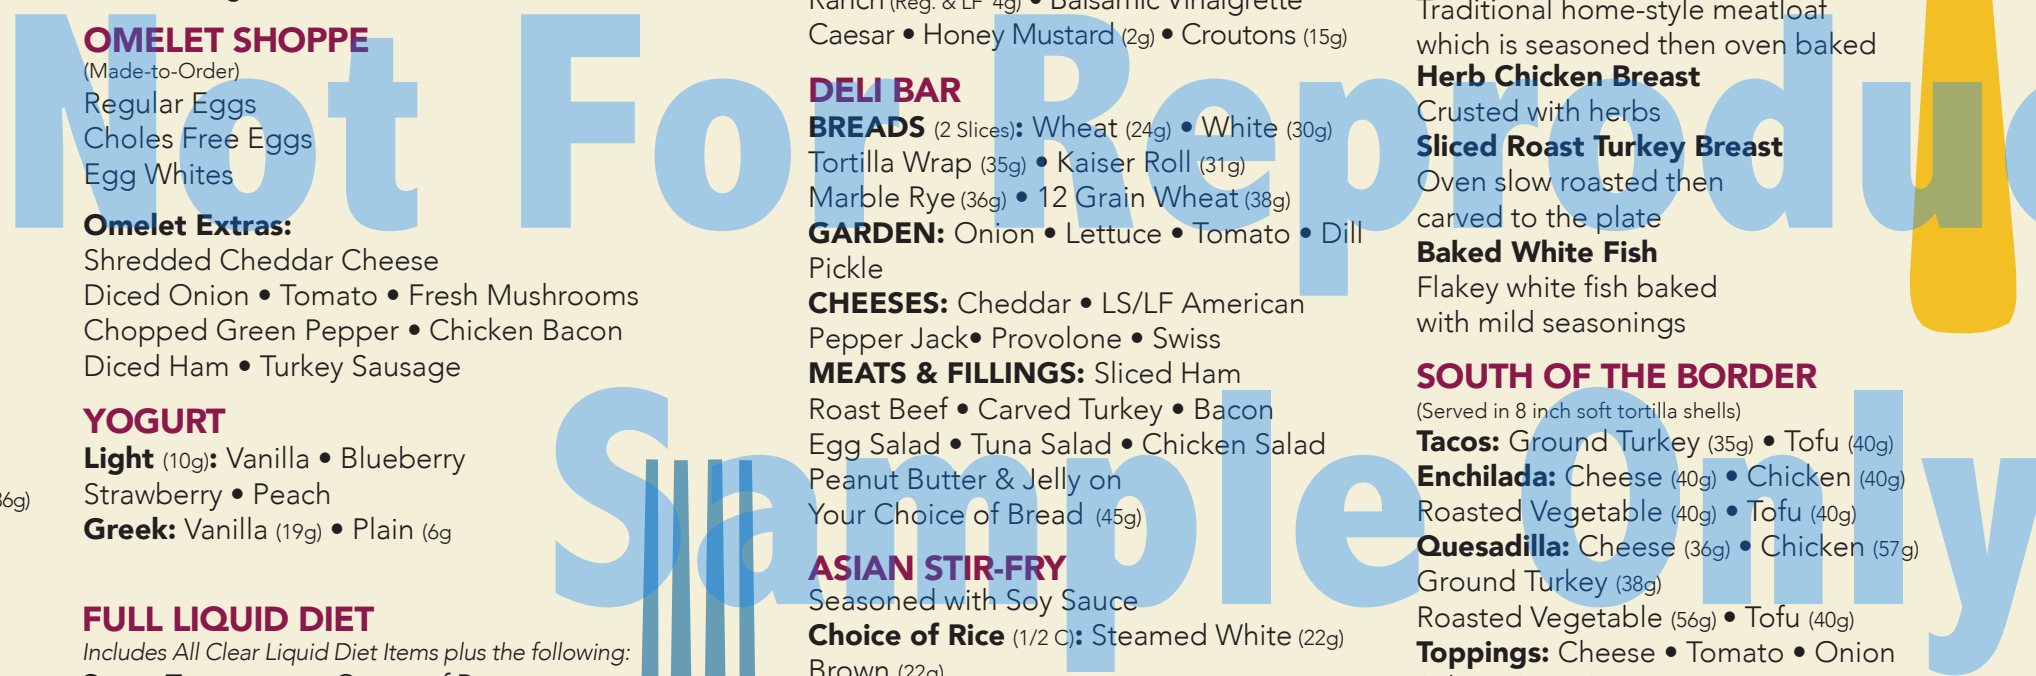 OMELET SHOPPE
(Made-to-Order)
Regular Eggs
Choles Free Eggs
Egg Whites
Omelet Extras:
Shredded Cheddar Cheese
Diced Onion • Tomato • Fresh Mushrooms
Chopped Green Pepper • Chicken Bacon
Diced Ham • Turkey Sausage
YOGURT
Light (10g): Vanilla • Blueberry
Strawberry • Peach
Greek: Vanilla (19g) • Plain (6g
FULL LIQUID DIET
Includes All Clear Liquid Diet Items plus the following:
Ranch (Reg. & LF 4g) • Balsamic Vinaigrette
Caesar • Honey Mustard (2g) • Croutons (15g)
DELI BAR
BREADS (2 Slices): Wheat (24g) • White (30g)
Tortilla Wrap (35g) • Kaiser Roll (31g)
Marble Rye (36g) • 12 Grain Wheat (38g)
GARDEN: Onion • Lettuce • Tomato • Dill
Pickle
CHEESES: Cheddar • LS/LF American
Pepper Jack• Provolone • Swiss
MEATS & FILLINGS: Sliced Ham
Roast Beef • Carved Turkey • Bacon
Egg Salad • Tuna Salad • Chicken Salad
Peanut Butter & Jelly on
Your Choice of Bread (45g)
ASIAN STIR-FRY
Seasoned with Soy Sauce
Choice of Rice (1/2 C): Steamed White (22g)
Brown (22g)
Traditional home-style meatloaf
which is seasoned then oven baked
Herb Chicken Breast
Crusted with herbs
Sliced Roast Turkey Breast
Oven slow roasted then
carved to the plate
Baked White Fish
Flakey white fish baked
with mild seasonings
SOUTH OF THE BORDER
(Served in 8 inch soft tortilla shells)
Tacos: Ground Turkey (35g) • Tofu (40g)
Enchilada: Cheese (40g) • Chicken (40g)
Roasted Vegetable (40g) • Tofu (40g)
Quesadilla: Cheese (36g) • Chicken (57g)
Ground Turkey (38g)
Roasted Vegetable (56g) • Tofu (40g)
Toppings: Cheese • Tomato • Onion
Not For Reprodu
Sample Only